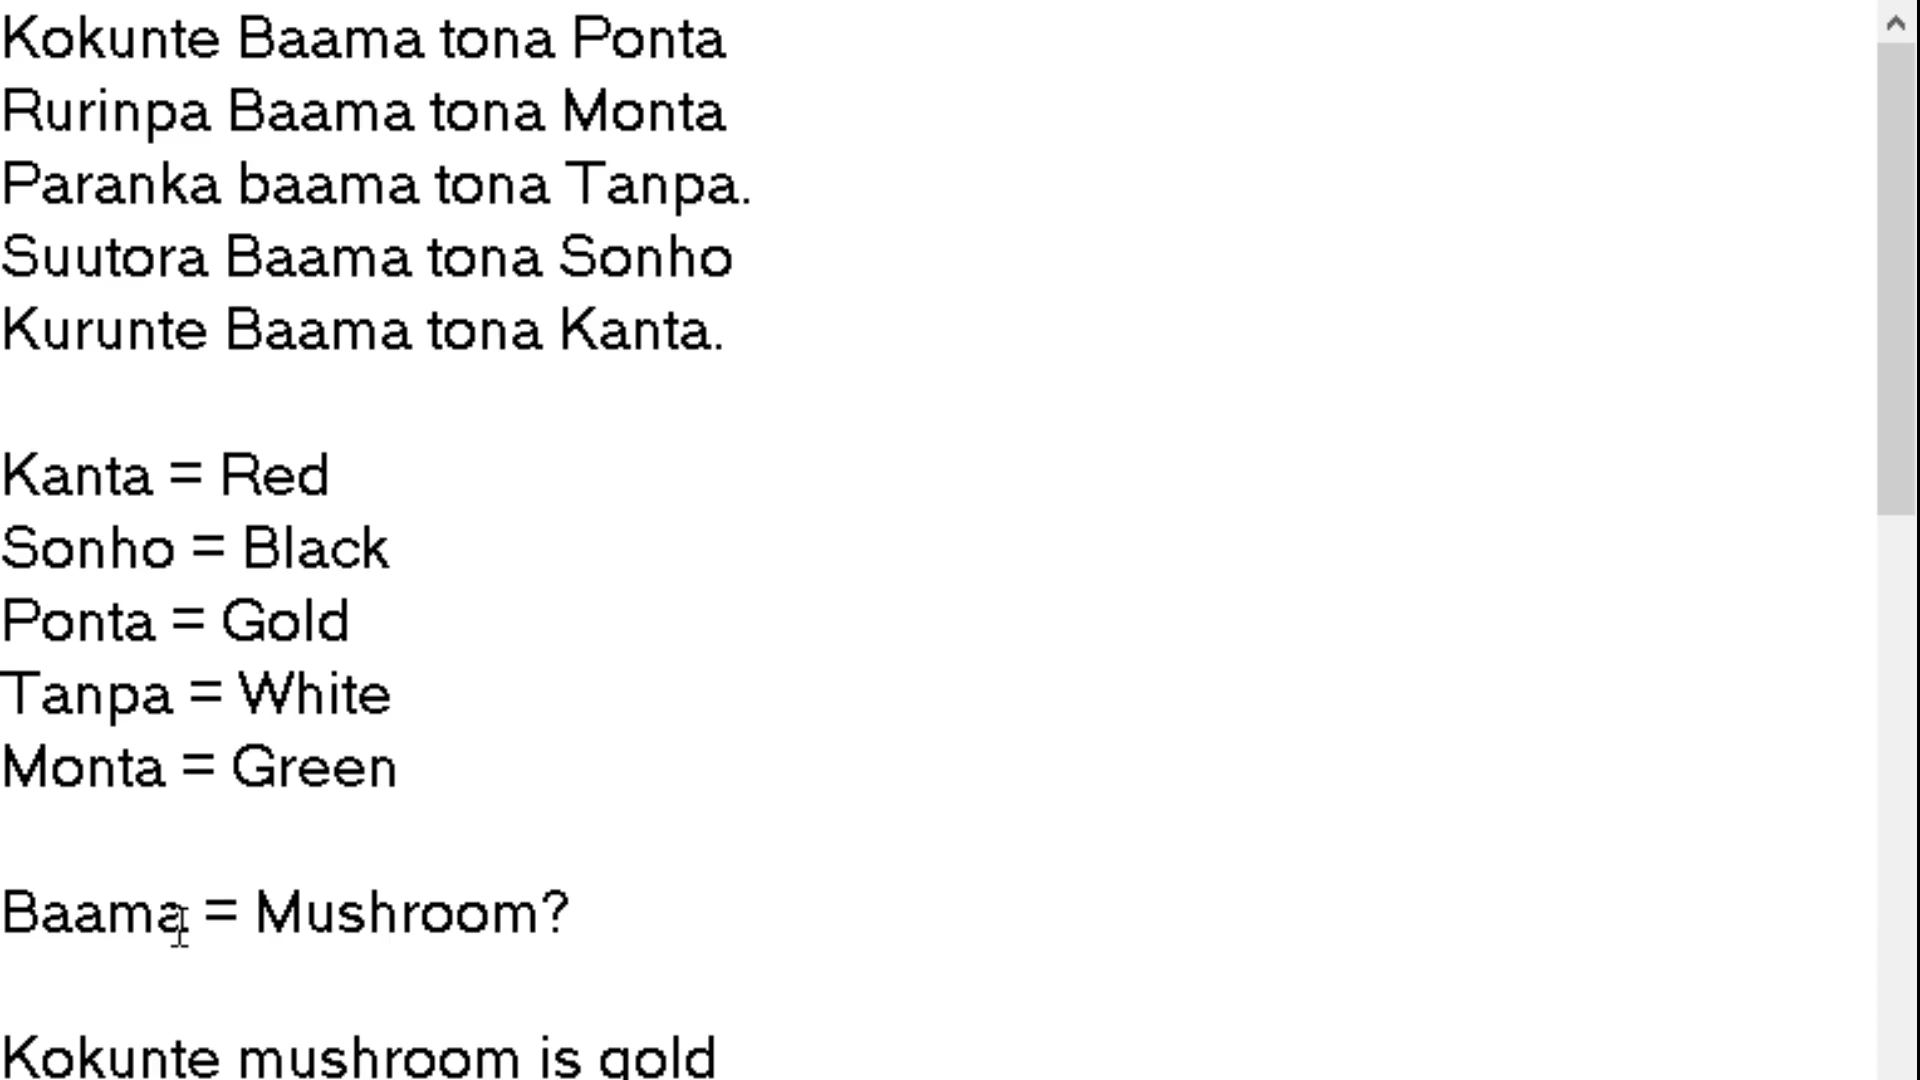 Kokunte Baama tona Ponta
Rurinpa Baama tona Monta
Paranka baama tona Tanpa.
Suutora Baama tona Sonho
Kurunte Baama tona Kanta.
Kanta = Red
Sonho = Black
Ponta = Gold
Tanpa = White
Monta = Green
Baama = Mushroom?
Kokunte mushroom is gold